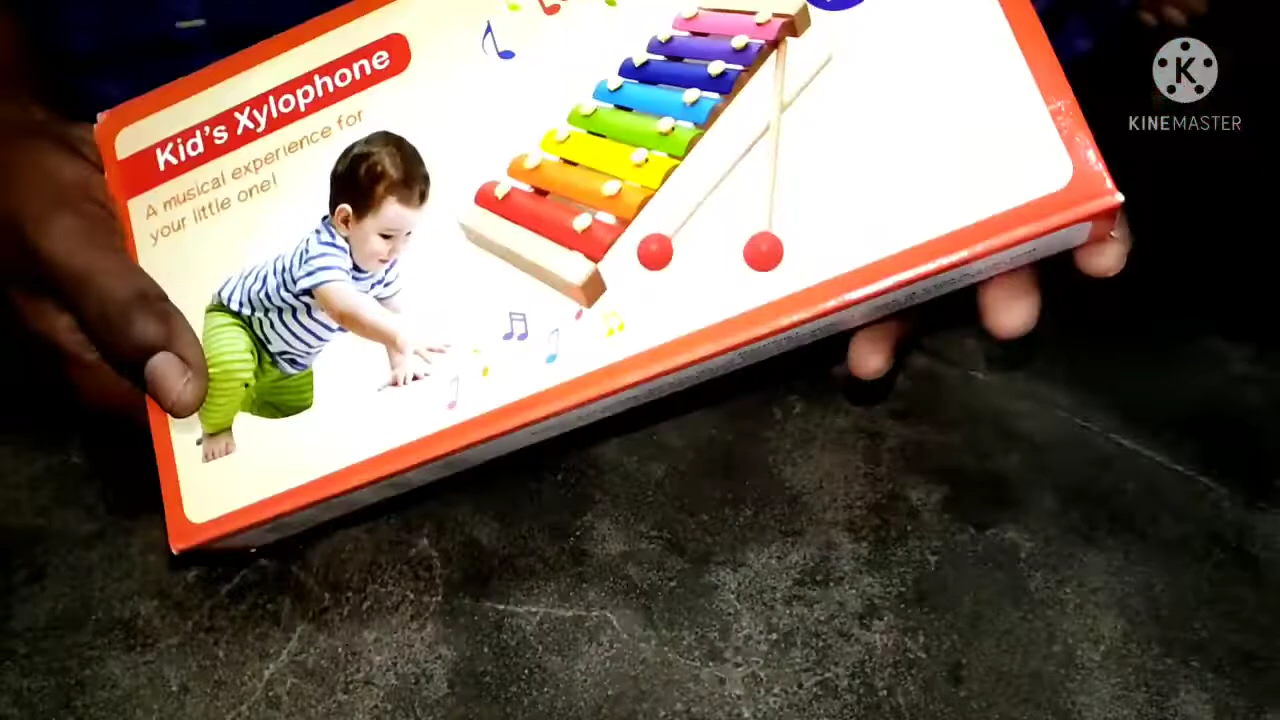 Kid's Xylophone
A musical experience for
your little one!
K
KINEMASTER